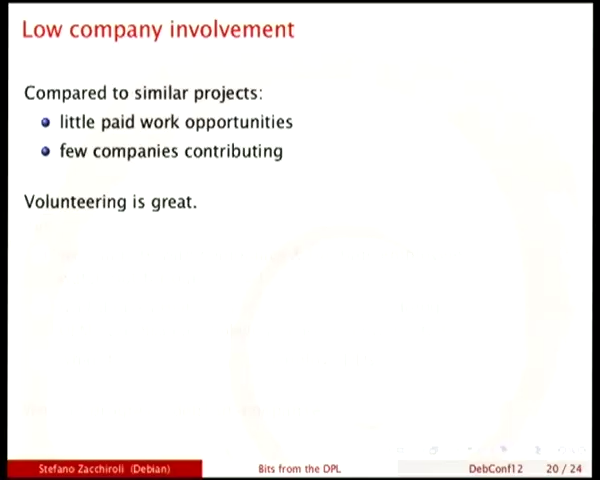 Low company involvement
Compared to similar projects:
little paid work opportunities
few companies contributing
Volunteering is great.
Stefano Zacchiroli (Debian)
Bits from the DPL
DebConf12
20 / 24